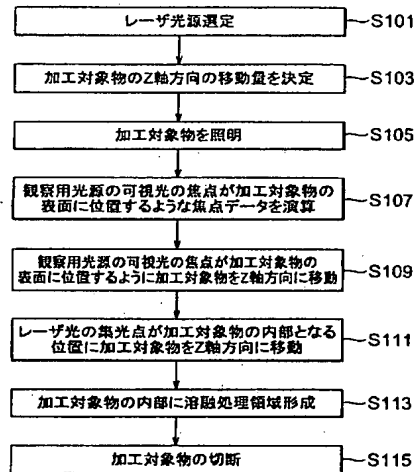 レーザ光源選定
S101
加工対象物のZ軸方向の移動量を決定
S103
加工対象物を照明
S105
観察用光源の可視光の焦点が加工対象物の
表面に位置するような焦点データを演算
S107
観察用光源の可視光の焦点が加工対象物の
表面に位置するように加工対象物をZ軸方向に移動
S109
レーザ光の集光点が加工対象物の内部となる
位置に加工対象物をZ軸方向に移動
S111
加工対象物の内部に溶融処理領域形成
S113
加工対象物の切断
S115